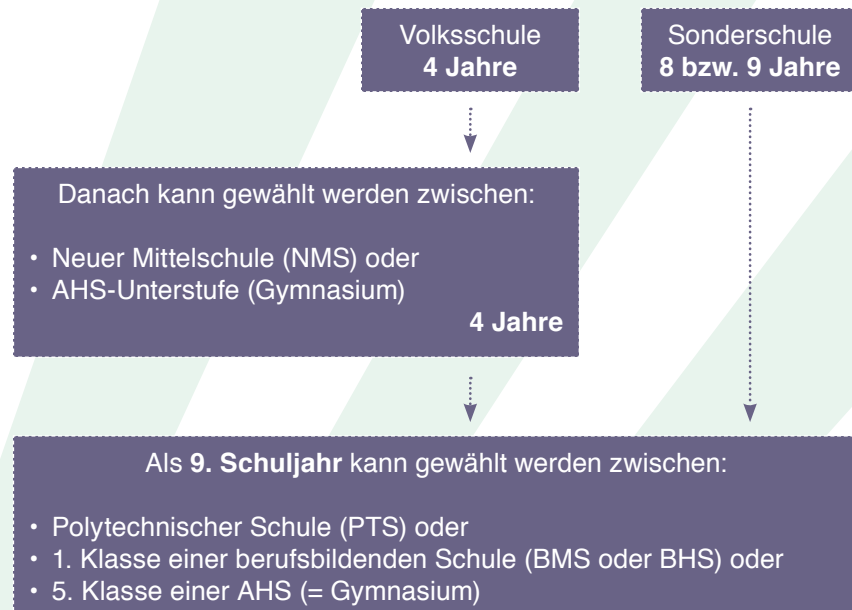 Volksschule
4 Jahre
Sonderschule
8 bzw. 9 Jahre
Danach kann gewählt werden zwischen:
• Neuer Mittelschule (NMS) oder
• AHS-Unterstufe (Gymnasium)
4 Jahre
Als 9. Schuljahr kann gewählt werden zwischen:
• Polytechnischer Schule (PTS) oder
• 1. Klasse einer berufsbildenden Schule (BMS oder BHS) oder
• 5. Klasse einer AHS (= Gymnasium)